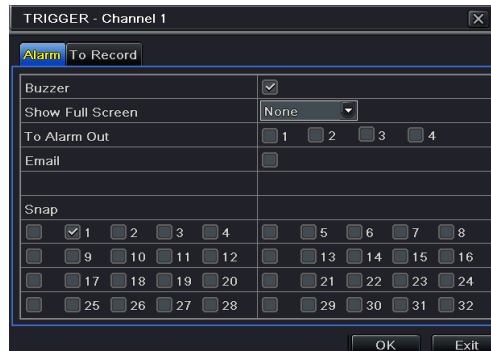 TRIGGER - Channel 1
Alarm To Record
Buzzer
Show Full Screen None
To Alarm Out 1 2 3 4
Email
Snap
1 2 3 4 5 6 7 8
9 10 11 12 13 14 15 16
17 18 19 20 21 22 23 24
25 26 27 28 29 30 31 32
OK Exit